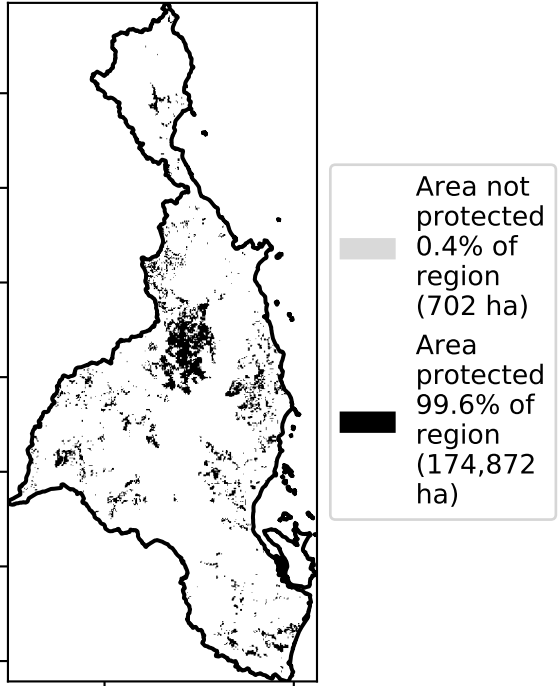 Area not
protected
0.4% of
region
(702 ha)
Area
protected
99.6% of
region
(174,872
ha)